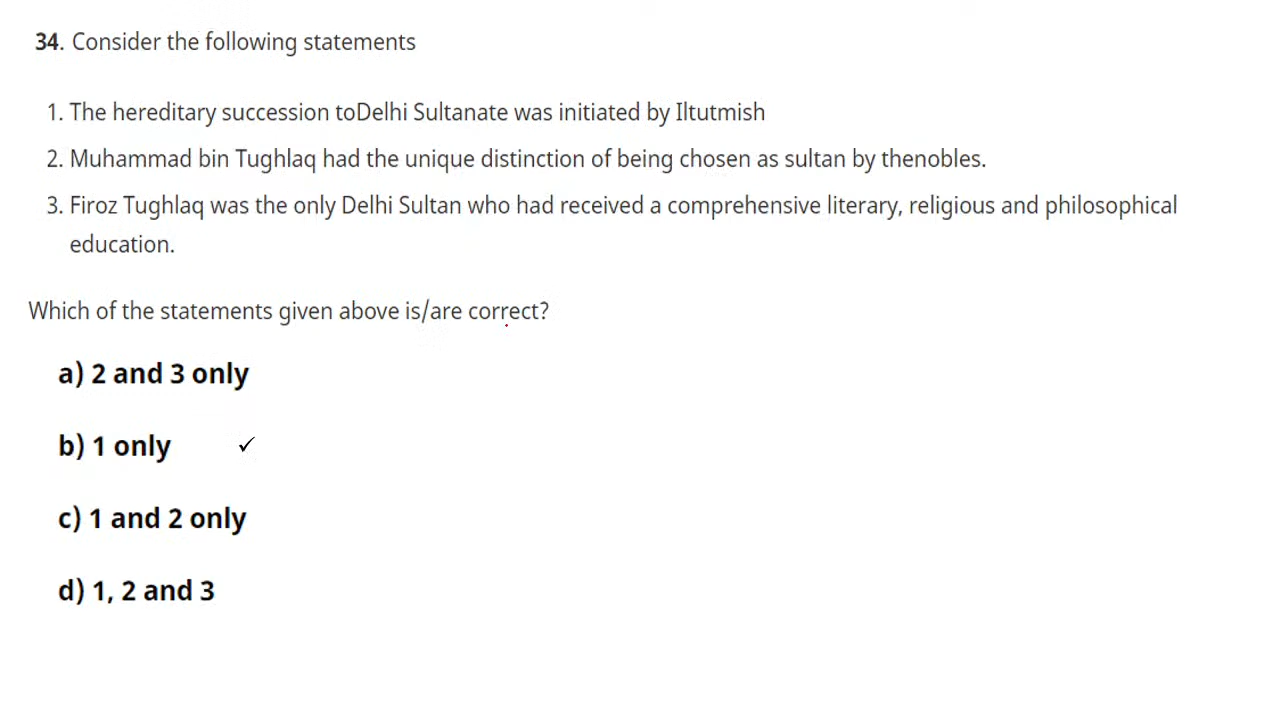 34. Consider the following statements
1. The hereditary succession toDelhi Sultanate was initiated by Iltutmish
2. Muhammad bin Tughlaq had the unique distinction of being chosen as sultan by thenobles.
3. Firoz Tughlaq was the only Delhi Sultan who had received a comprehensive literary, religious and philosophical
education.
Which of the statements given above is/are correct?
a) 2 and 3 only
b) 1 only ✓
c) 1 and 2 only
d) 1, 2 and 3